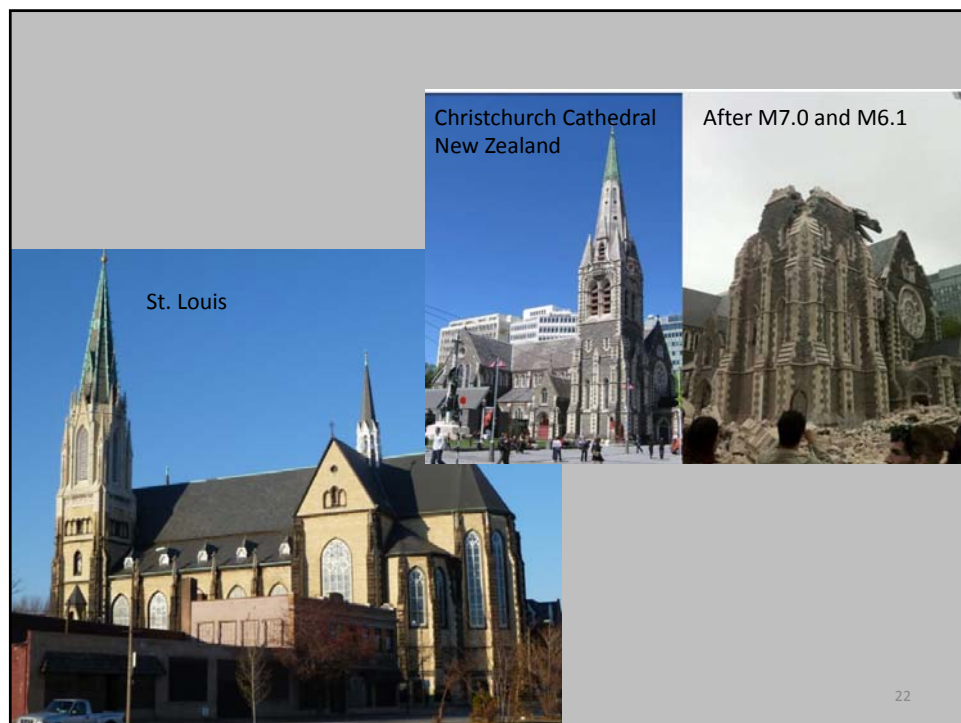 Christchurch Cathedral
New Zealand
After M7.0 and M6.1
St. Louis
22